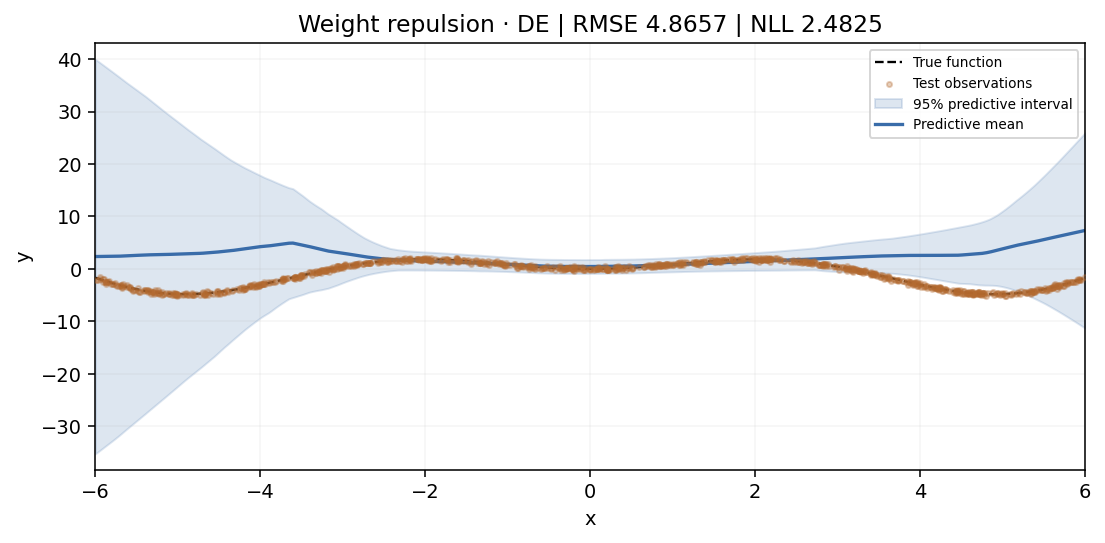 Weight repulsion · DE | RMSE 4.8657 | NLL 2.4825
True function
Test observations
95% predictive interval
Predictive mean
y
40
30
20
10
0
−10
−20
−30
−6
−4
−2
0
2
4
6
x